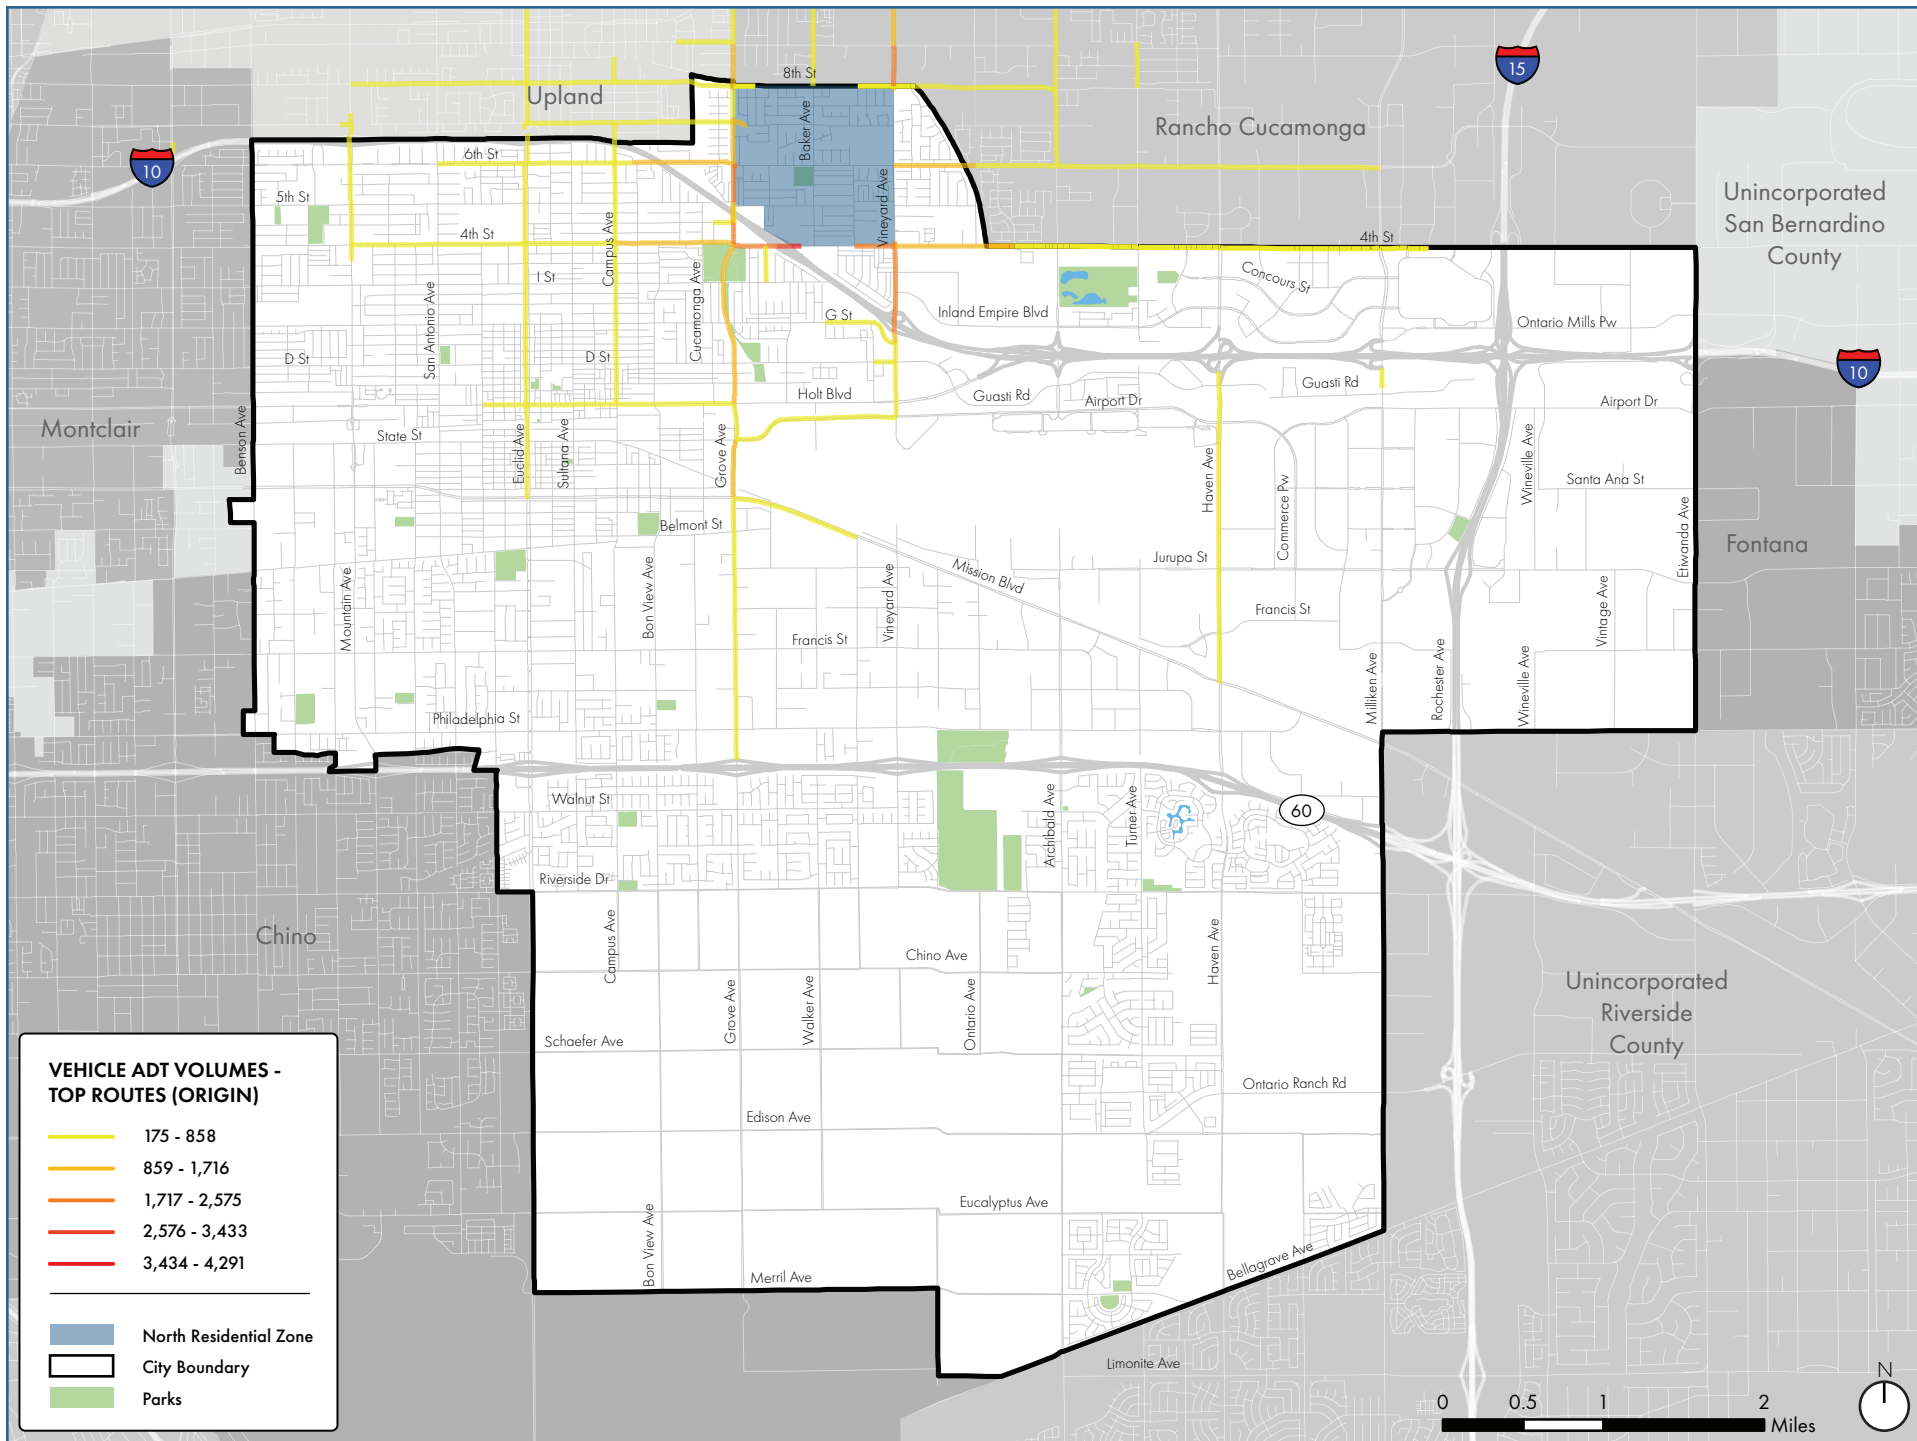 8th St
15
Upland
Rancho Cucamonga
Baker Ave
10
6th St
Unincorporated
San Bernardino
County
5th St
Vineyard Ave
4th St
Campus Ave
4th St
I St
Concours St
Cucamonga Ave
San Antonio Ave
G St
Inland Empire Blvd
Ontario Mills Pw
D St
D St
10
Holt Blvd
Guasti Rd
Guasti Rd
Airport Dr
Airport Dr
Montclair
Benson Ave
State St
Euclid Ave
Sultana Ave
Grove Ave
Haven Ave
Commerce Pw
Wineville Ave
Santa Ana St
Etiwanda Ave
Belmont St
Fontana
Mission Blvd
Jurupa St
Mountain Ave
Bon View Ave
Vineyard Ave
Vintage Ave
Francis St
Francis St
Milliken Ave
Rochester Ave
Wineville Ave
Philadelphia St
Walnut St
Archibald Ave
Turner Ave
60
Riverside Dr
Chino
Campus Ave
Chino Ave
Haven Ave
Unincorporated
Riverside
County
Grove Ave
Walker Ave
Ontario Ave
Schaefer Ave
Ontario Ranch Rd
Edison Ave
Eucalyptus Ave
Bon View Ave
Merril Ave
Bellagrave Ave
Limonite Ave
VEHICLE ADT VOLUMES -
TOP ROUTES (ORIGIN)
175 - 858
859 - 1,716
1,717 - 2,575
2,576 - 3,433
3,434 - 4,291
North Residential Zone
City Boundary
Parks
N
0 0.5 1 2
Miles